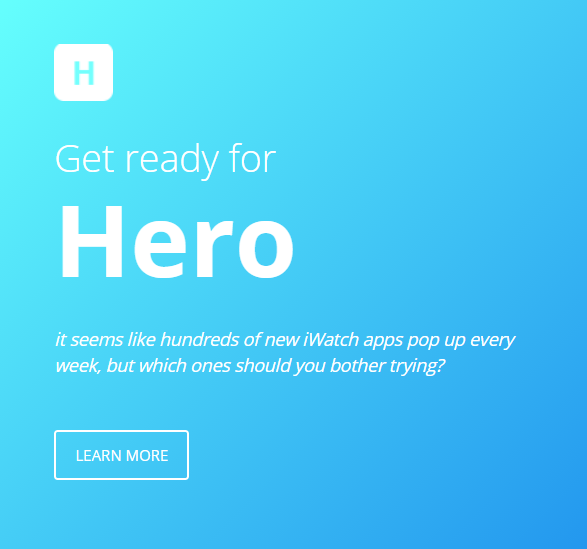 H
Get ready for
Hero
it seems like hundreds of new iWatch apps pop up every
week, but which ones should you bother trying?
LEARN MORE